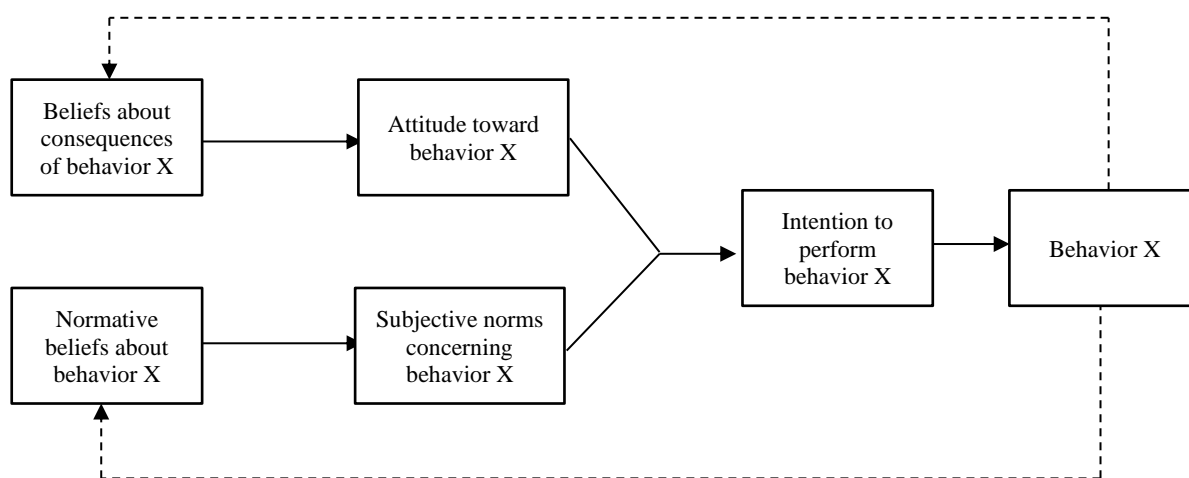 Beliefs about
consequences
of behavior X
Attitude toward
behavior X
Intention to
perform
behavior X
Behavior X
Normative
beliefs about
behavior X
Subjective norms
concerning
behavior X